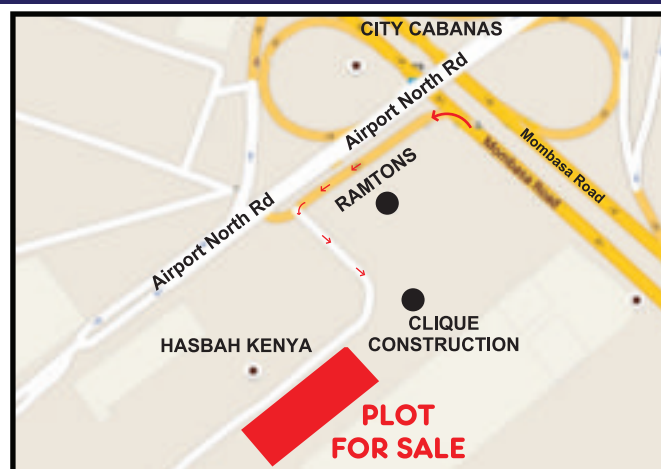 CITY CABANAS
Airport North Rd
Mombasa Road
Mombasa Road
RAMTONS
Airport North Rd
HASBAH KENYA
CLIQUE
CONSTRUCTION
PLOT
FOR SALE